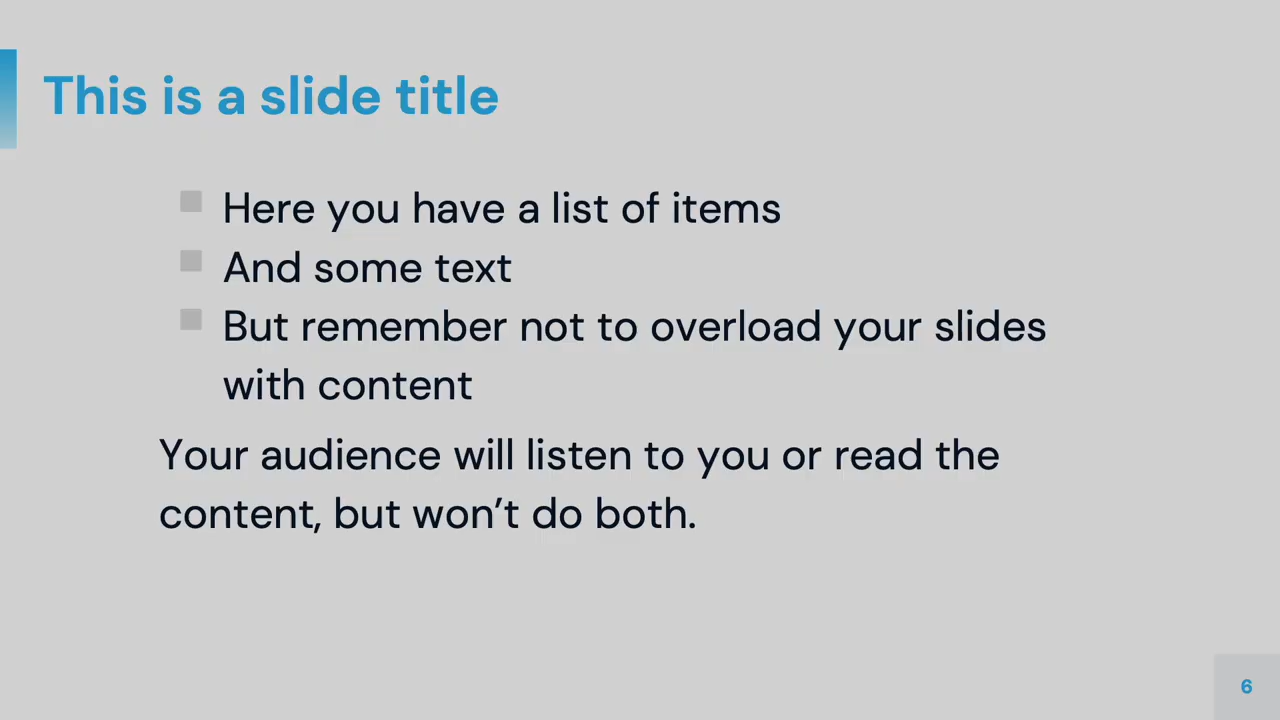 This is a slide title
Here you have a list of items
And some text
But remember not to overload your slides
with content
Your audience will listen to you or read the
content, but won’t do both.
6